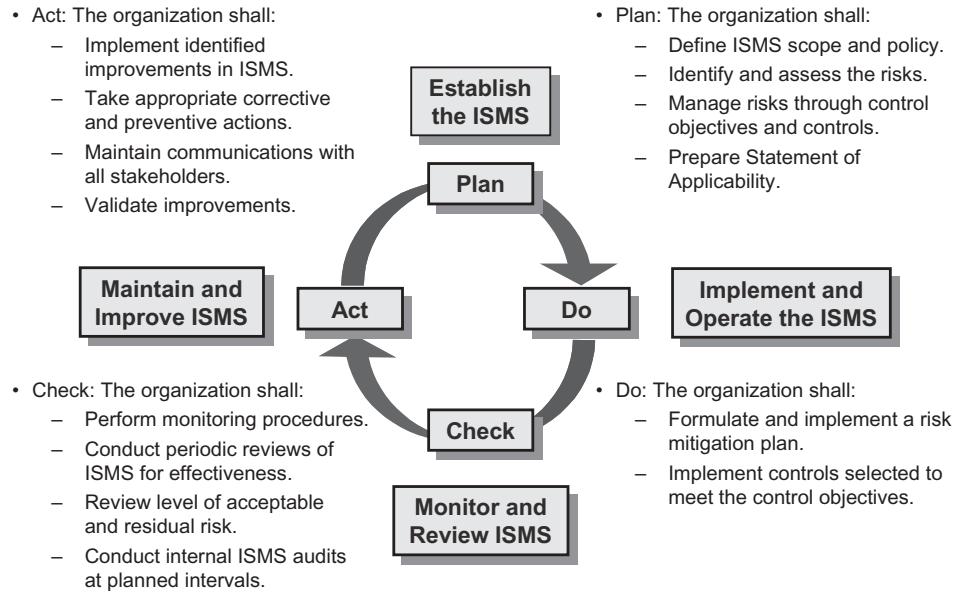 • Act: The organization shall:
– Implement identified
improvements in ISMS.
– Take appropriate corrective
and preventive actions.
– Maintain communications with
all stakeholders.
– Validate improvements.
• Plan: The organization shall:
– Define ISMS scope and policy.
– Identify and assess the risks.
– Manage risks through control
objectives and controls.
– Prepare Statement of
Applicability.
Establish
the ISMS
Plan
Maintain and
Improve ISMS
Act
Do
Implement and
Operate the ISMS
Check
Monitor and
Review ISMS
• Check: The organization shall:
– Perform monitoring procedures.
– Conduct periodic reviews of
ISMS for effectiveness.
– Review level of acceptable
and residual risk.
– Conduct internal ISMS audits
at planned intervals.
• Do: The organization shall:
– Formulate and implement a risk
mitigation plan.
– Implement controls selected to
meet the control objectives.